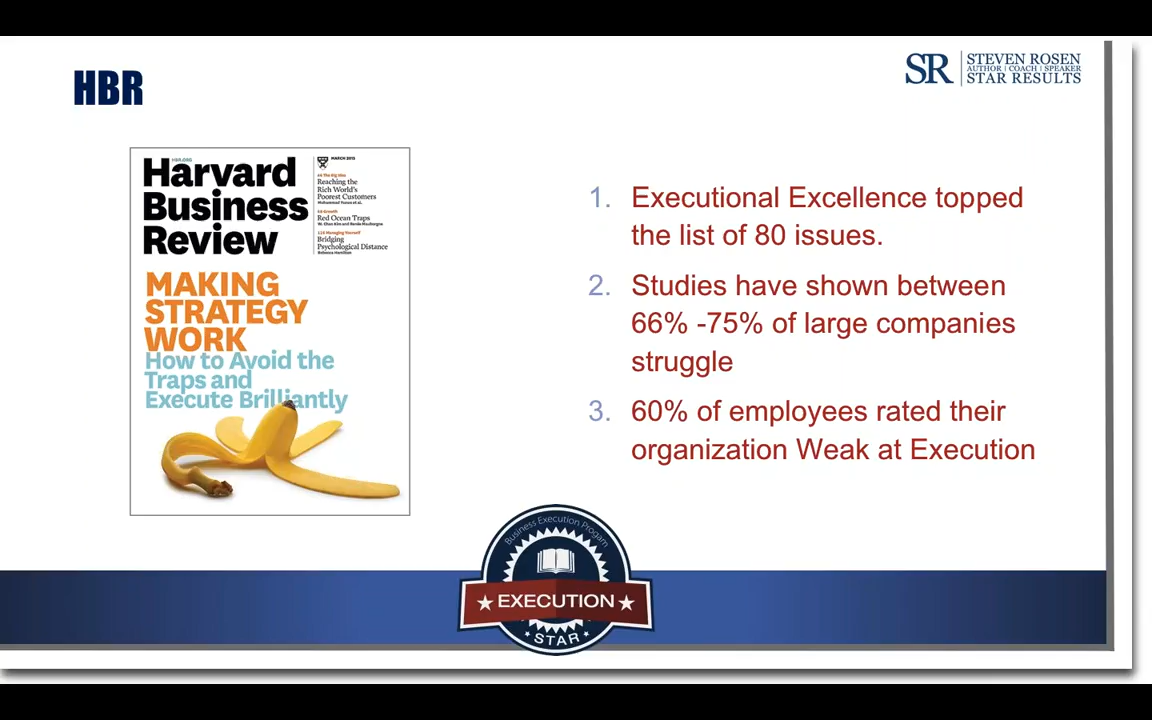 HBR
SR
STEVEN ROSEN
AUTHOR | COACH | SPEAKER
STAR RESULTS
HBR.ORG
Harvard
Business
Review
MARCH 2015
Reaching the
Rich World's
Poorest Customers
Red Ocean Traps
Bridging
Psychological Distance
MAKING
STRATEGY
WORK
How to Avoid the
Traps and
Execute Brilliantly
1. Executional Excellence topped
the list of 80 issues.
2. Studies have shown between
66% -75% of large companies
struggle
3. 60% of employees rated their
organization Weak at Execution
Business Execution Progam
EXECUTION
STAR